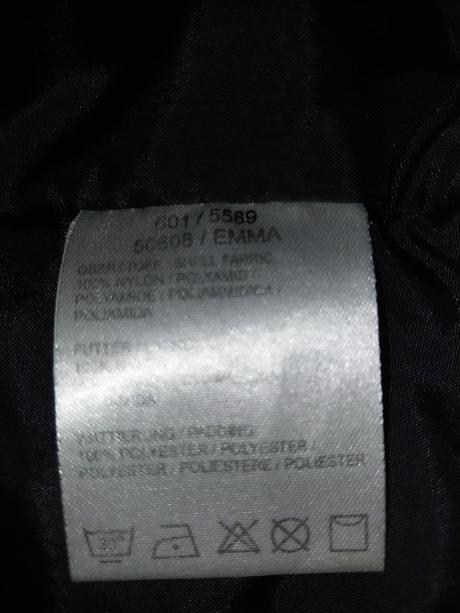 601 / 5589
50608 / EMMA
OBERSTOFF / SHELL FABRIC
100% NYLON / POLYAMID /
POLYAMIDE / POLIAMMIDICA /
POLIAMIDA
FUTTER
WATTIERUNG / PADDING
100% POLYESTER / POLYESTER /
POLYESTER / POLIESTERE / POLIESTER
30°